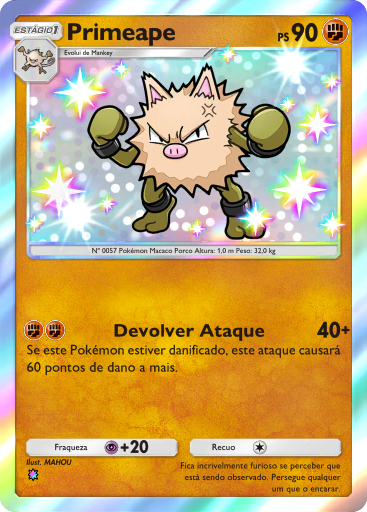 ESTÁGIO 1
Primeape
PS 90
Evolui de Mankey
N° 0057 Pokémon Macaco Porco Altura: 1,0 m Peso: 32,0 kg
Devolver Ataque 40+
Se este Pokémon estiver danificado, este ataque causará
60 pontos de dano a mais.
Fraqueza +20 Recuo
Ilust. MAHOU
Fica incrivelmente furioso se perceber que
está sendo observado. Persegue qualquer
um que o encarar.